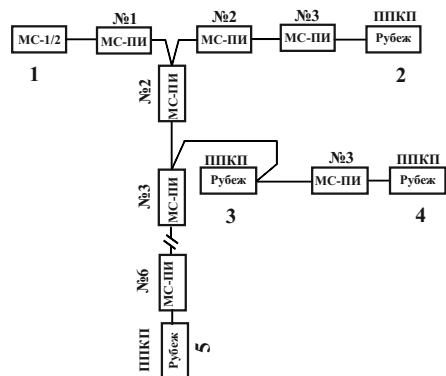 №1 №2 №3 ППКП
МС-1/2 МС-ПИ МС-ПИ МС-ПИ Рубеж
1 2
№2 МС-ПИ
ППКП №3 ППКП
№3 МС-ПИ Рубеж МС-ПИ Рубеж
3 4
№6 МС-ПИ
ППКП Рубеж 5